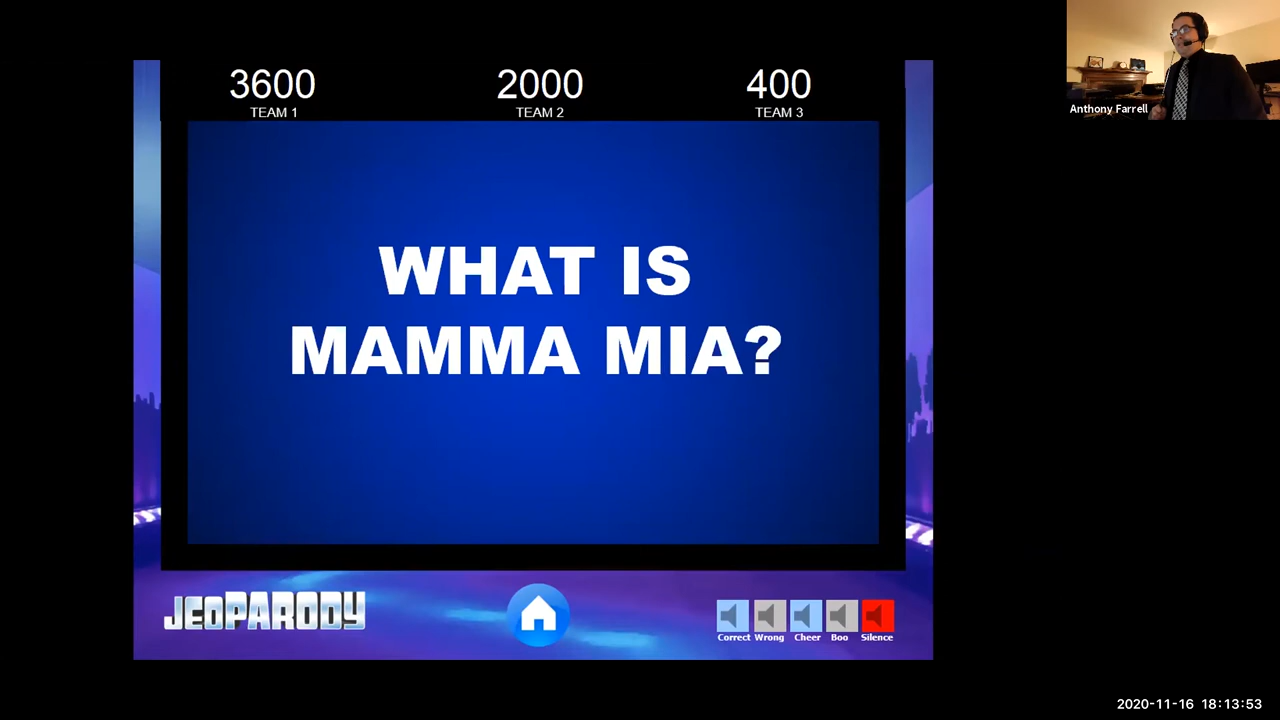 3600
TEAM 1
2000
TEAM 2
400
TEAM 3
Anthony Farrell
WHAT IS
MAMMA MIA?
JEOPARODY
Correct
Wrong
Cheer
Boo
Silence
2020-11-16 18:13:53